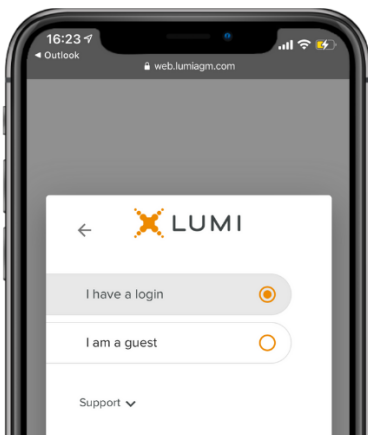 16:23
Outlook
web.lumiagm.com
LUMI
I have a login
I am a guest
Support